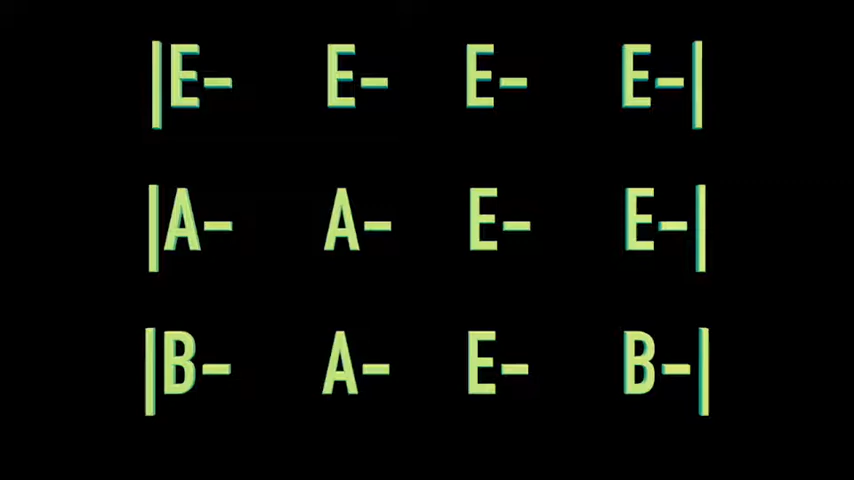 |E- E- E- E-|
|A- A- E- E-|
|B- A- E- B-|